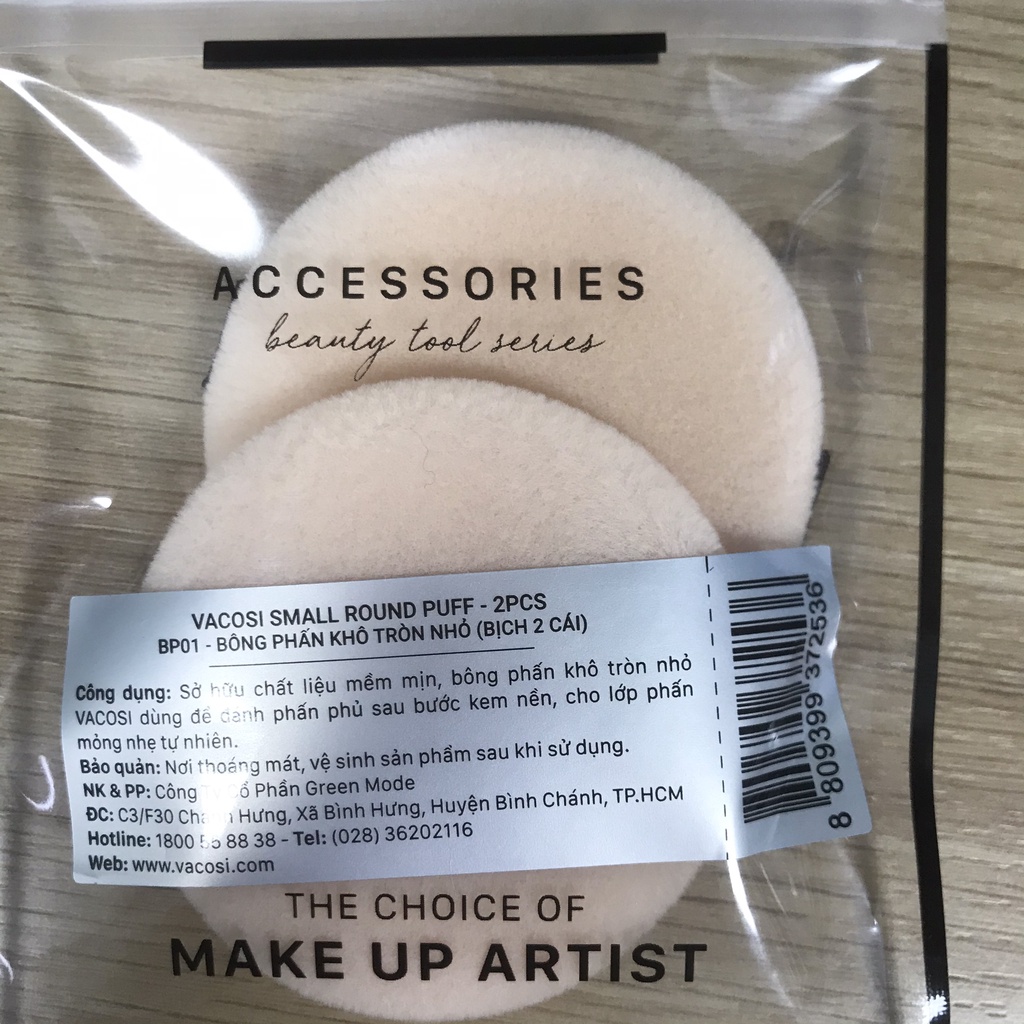 ACCESSORIES
beauty tool series
VACOSI SMALL ROUND PUFF - 2PCS
BP01 - BÔNG PHẤN KHÔ TRÒN NHỎ (BỊCH 2 CÁI)
Công dụng: Sở hữu chất liệu mềm mịn, bông phấn khô tròn nhỏ
VACOSI dùng để đánh phấn phủ sau bước kem nền, cho lớp phấn
mỏng nhẹ tự nhiên.
Bảo quản: Nơi thoáng mát, vệ sinh sản phẩm sau khi sử dụng.
NK & PP: Công Cổ Phần Green Mode
ĐC: C3/F30 Hưng, Xã Bình Hưng, Huyện Bình Chánh, TP.HCM
Hotline: 1800 88 38 - Tel: (028) 36202116
Web: www.vacosi.com
8 809399 372536
THE CHOICE OF
MAKE UP ARTIST